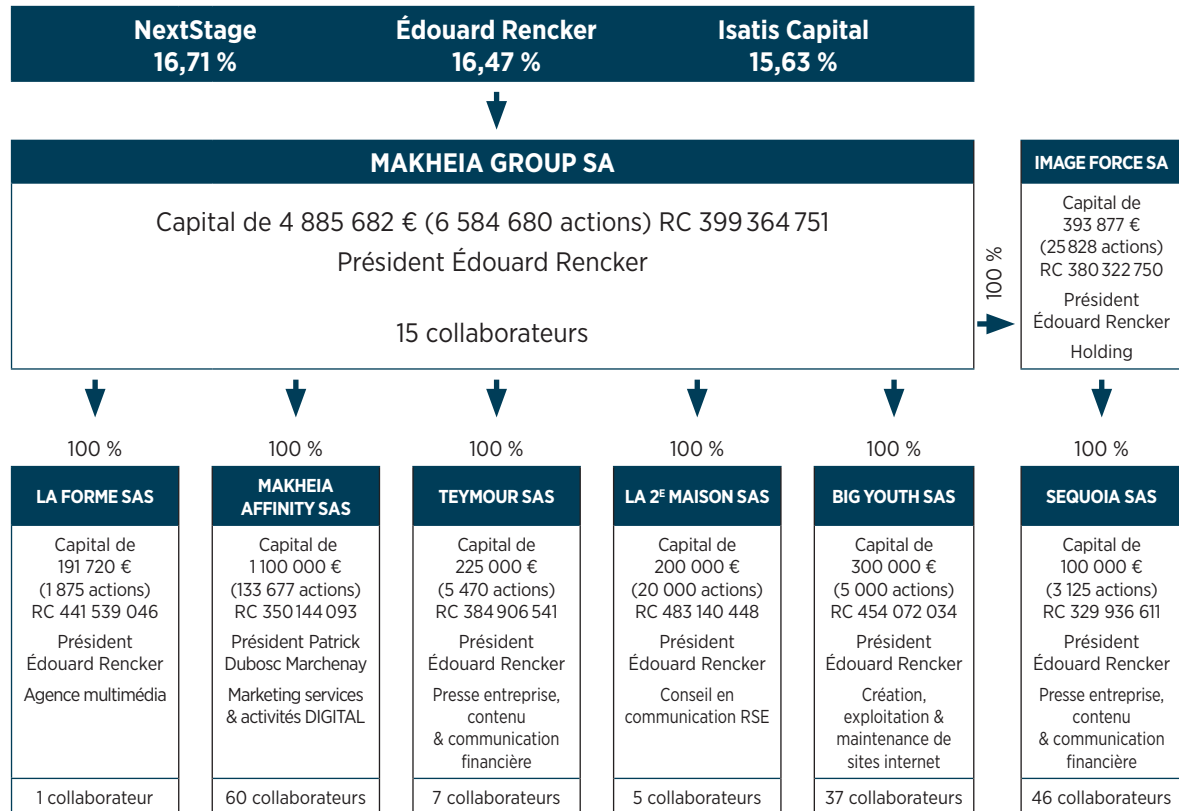 NextStage
16,71 %
Édouard Rencker
16,47 %
Isatis Capital
15,63 %
MAKHEIA GROUP SA
Capital de 4 885 682 € (6 584 680 actions) RC 399 364 751
Président Édouard Rencker
15 collaborateurs
100 %
IMAGE FORCE SA
Capital de
393 877 €
(25 828 actions)
RC 380 322 750
Président
Édouard Rencker
Holding
100 %
LA FORME SAS
Capital de
191 720 €
(1 875 actions)
RC 441 539 046
Président
Édouard Rencker
Agence multimédia
1 collaborateur
100 %
MAKHEIA
AFFINITY SAS
Capital de
1 100 000 €
(133 677 actions)
RC 350 144 093
Président Patrick
Dubosc Marchenay
Marketing services
& activités DIGITAL
60 collaborateurs
100 %
TEYMOUR SAS
Capital de
225 000 €
(5 470 actions)
RC 384 906 541
Président
Édouard Rencker
Presse entreprise,
contenu
& communication
financière
7 collaborateurs
100 %
LA 2E MAISON SAS
Capital de
200 000 €
(20 000 actions)
RC 483 140 448
Président
Édouard Rencker
Conseil en
communication RSE
5 collaborateurs
100 %
BIG YOUTH SAS
Capital de
300 000 €
(5 000 actions)
RC 454 072 034
Président
Édouard Rencker
Création,
exploitation &
maintenance de
sites internet
37 collaborateurs
100 %
SEQUOIA SAS
Capital de
100 000 €
(3 125 actions)
RC 329 936 611
Président
Édouard Rencker
Presse entreprise,
contenu
& communication
financière
46 collaborateurs